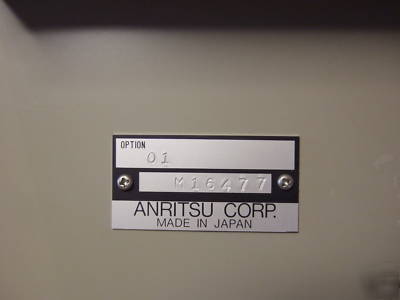 OPTION
01
M16477
ANRITSU CORP.
MADE IN JAPAN